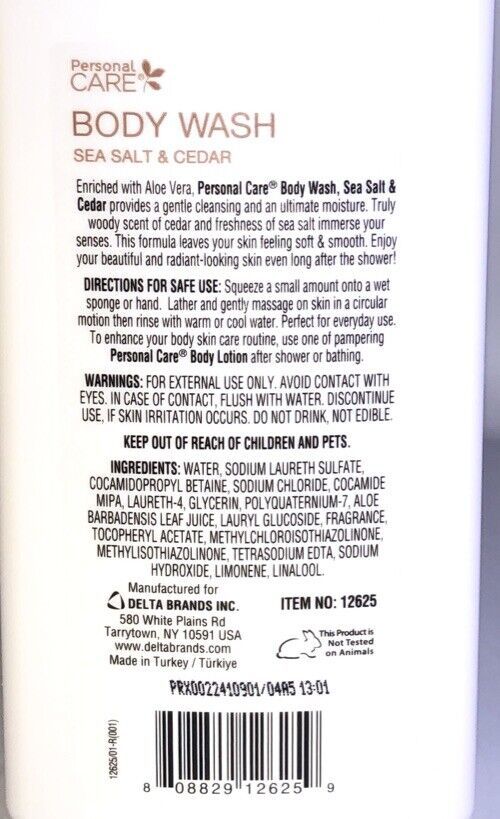 Personal
CARE®
BODY WASH
SEA SALT & CEDAR
Enriched with Aloe Vera, Personal Care® Body Wash, Sea Salt &
Cedar provides a gentle cleansing and an ultimate moisture. Truly
woody scent of cedar and freshness of sea salt immerse your
senses. This formula leaves your skin feeling soft & smooth. Enjoy
your beautiful and radiant-looking skin even long after the shower!
DIRECTIONS FOR SAFE USE: Squeeze a small amount onto a wet
sponge or hand. Lather and gently massage on skin in a circular
motion then rinse with warm or cool water. Perfect for everyday use.
To enhance your body skin care routine, use one of pampering
Personal Care® Body Lotion after shower or bathing.
WARNINGS: FOR EXTERNAL USE ONLY. AVOID CONTACT WITH
EYES. IN CASE OF CONTACT, FLUSH WITH WATER. DISCONTINUE
USE, IF SKIN IRRITATION OCCURS. DO NOT DRINK, NOT EDIBLE.
KEEP OUT OF REACH OF CHILDREN AND PETS.
INGREDIENTS: WATER, SODIUM LAURETH SULFATE,
COCAMIDOPROPYL BETAINE, SODIUM CHLORIDE, COCAMIDE
MIPA, LAURETH-4, GLYCERIN, POLYQUATERNIUM-7, ALOE
BARBADENSIS LEAF JUICE, LAURYL GLUCOSIDE, FRAGRANCE,
TOCOPHERYL ACETATE, METHYLCHLOROISOTHIAZOLINONE,
METHYLISOTHIAZOLINONE, TETRASODIUM EDTA, SODIUM
HYDROXIDE, LIMONENE, LINALOOL.
Manufactured for
DELTA BRANDS INC.
580 White Plains Rd
Tarrytown, NY 10591 USA
www.deltabrands.com
Made in Turkey / Türkiye
ITEM NO: 12625
This Product is
Not Tested
on Animals
PRX0022410901/04A5 13:01
12625/01-R(001)
8 08829 12625 9